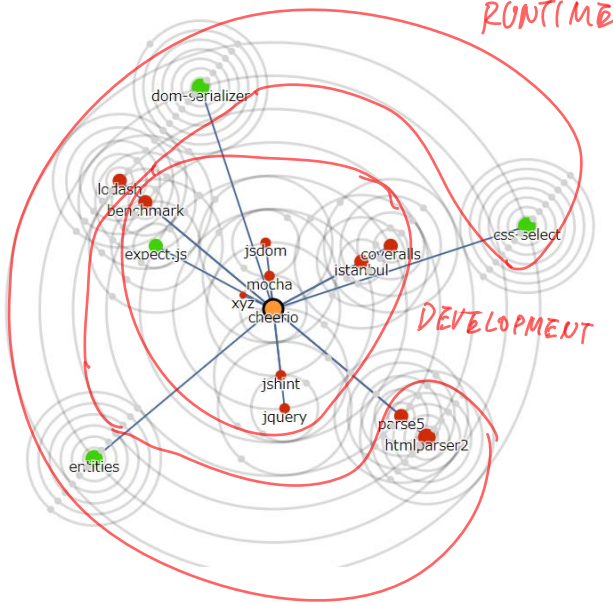 RUNTIME
dom-serializer
lodash
benchmark
css-select
expect.js
jsdom
coveralls
istanbul
mocha
xyz
cheerio
DEVELOPMENT
jshint
jquery
parse5
htmlparser2
entities